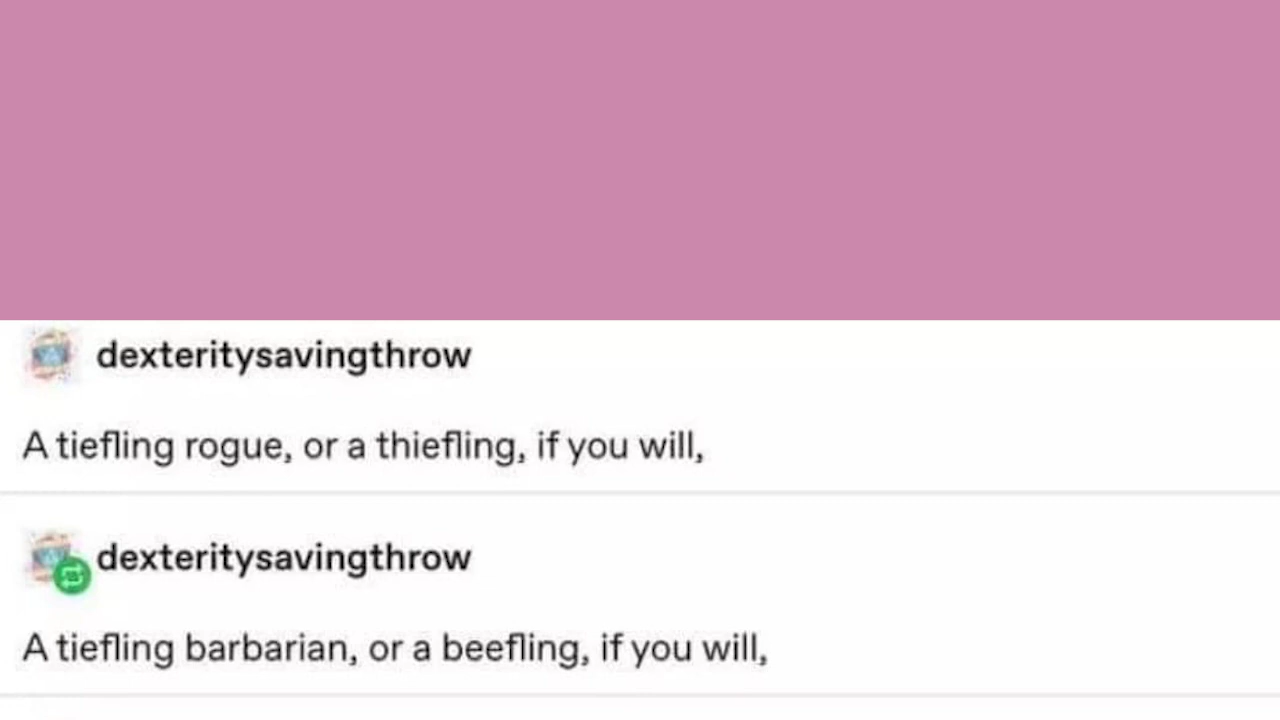 dexteritysavingthrow
A tiefling rogue, or a thiefling, if you will,
dexteritysavingthrow
A tiefling barbarian, or a beefling, if you will,